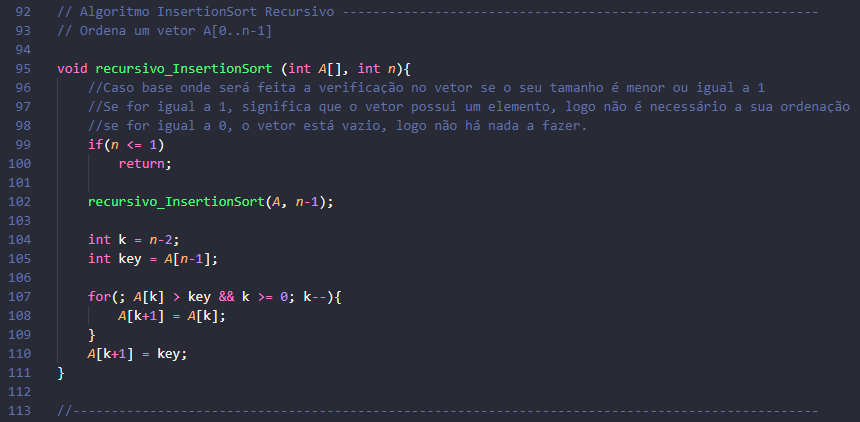 92 // Algoritmo InsertionSort Recursivo --------------------------------------------------------------
93 // Ordena um vetor A[0..n-1]
94
95 void recursivo_InsertionSort (int A[], int n){
96 //Caso base onde será feita a verificação no vetor se o seu tamanho é menor ou igual a 1
97 //Se for igual a 1, significa que o vetor possui um elemento, logo não é necessário a sua ordenação
98 //se for igual a 0, o vetor está vazio, logo não há nada a fazer.
99 if(n <= 1)
100 return;
101
102 recursivo_InsertionSort(A, n-1);
103
104 int k = n-2;
105 int key = A[n-1];
106
107 for(; A[k] > key && k >= 0; k--){
108 A[k+1] = A[k];
109 }
110 A[k+1] = key;
111 }
112
113 //-------------------------------------------------------------------------------------------------